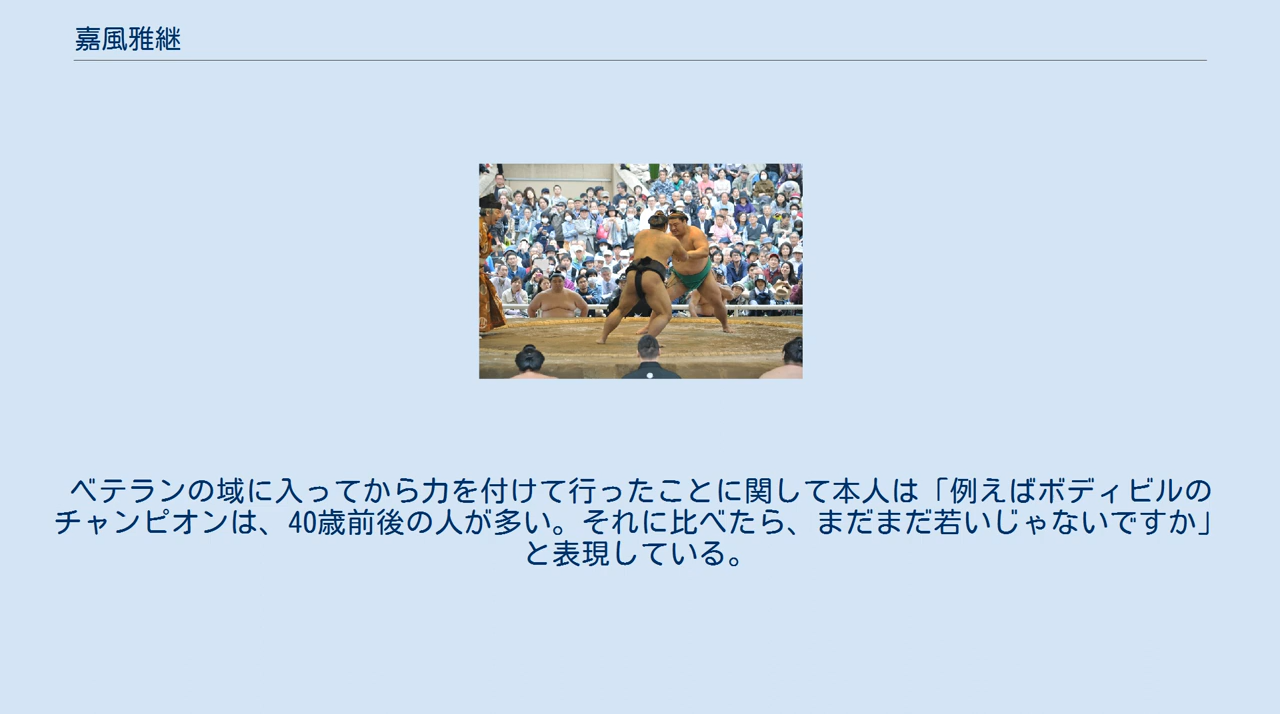 嘉風雅継
ベテランの域に入ってから力を付けて行ったことに関して本人は「例えばボディビルの
チャンピオンは、40歳前後の人が多い。それに比べたら、まだまだ若いじゃないですか」
と表現している。